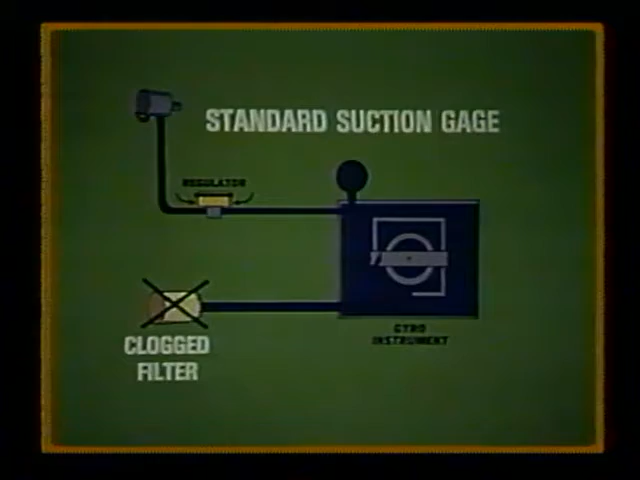 STANDARD SUCTION GAGE
REGULATOR
GYRO
INSTRUMENT
CLOGGED
FILTER